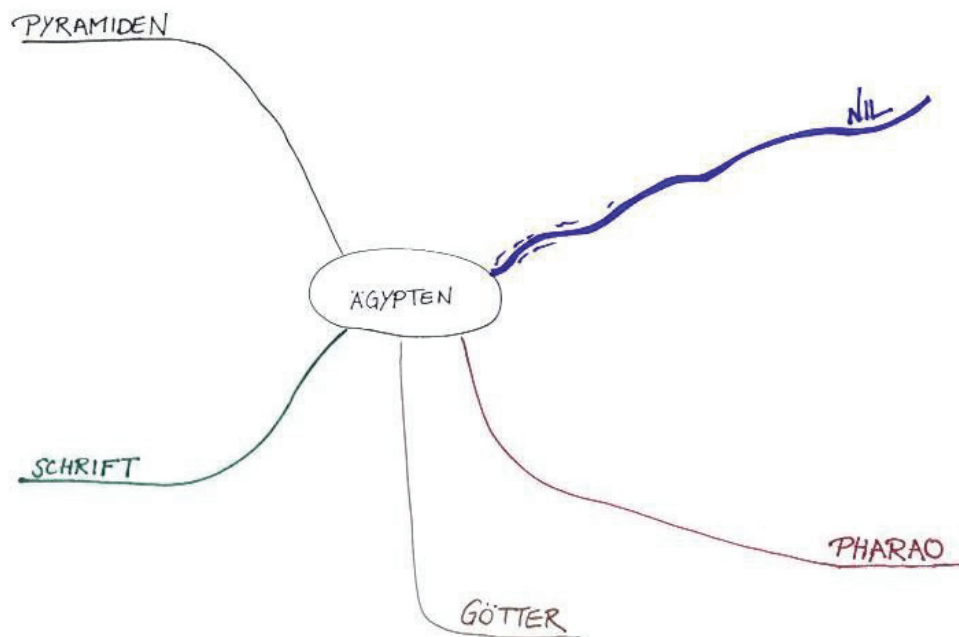 PYRAMIDEN
NIL
ÄGYPTEN
SCHRIFT
PHARAO
GÖTTER